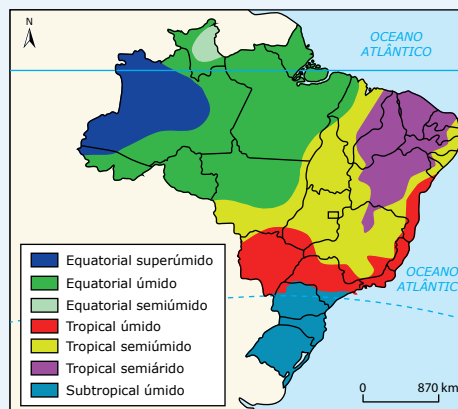 N
OCEANO
ATLÂNTICO
OCEANO
ATLÂNTICO
Equatorial superúmido
Equatorial úmido
Equatorial semiúmido
Tropical úmido
Tropical semiúmido
Tropical semiárido
Subtropical úmido
0 870 km